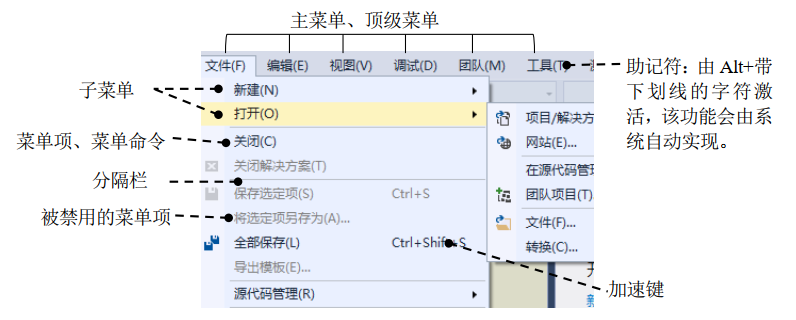 主菜单、顶级菜单
文件(F) 编辑(E) 视图(V) 调试(D) 团队(M) 工具(T)
助记符：由 Alt+带
下划线的字符激
活，该功能会由系
统自动实现。
子菜单
新建(N)
打开(O)
菜单项、菜单命令
关闭(C)
关闭解决方案(T)
分隔栏
保存选定项(S) Ctrl+S
被禁用的菜单项
将选定项另存为(A)...
全部保存(L) Ctrl+Shift+S
导出模板(E)...
源代码管理(R)
加速键
项目/解决方
网站(E)...
在源代码管理
团队项目(T)
文件(F)...
转换(C)...